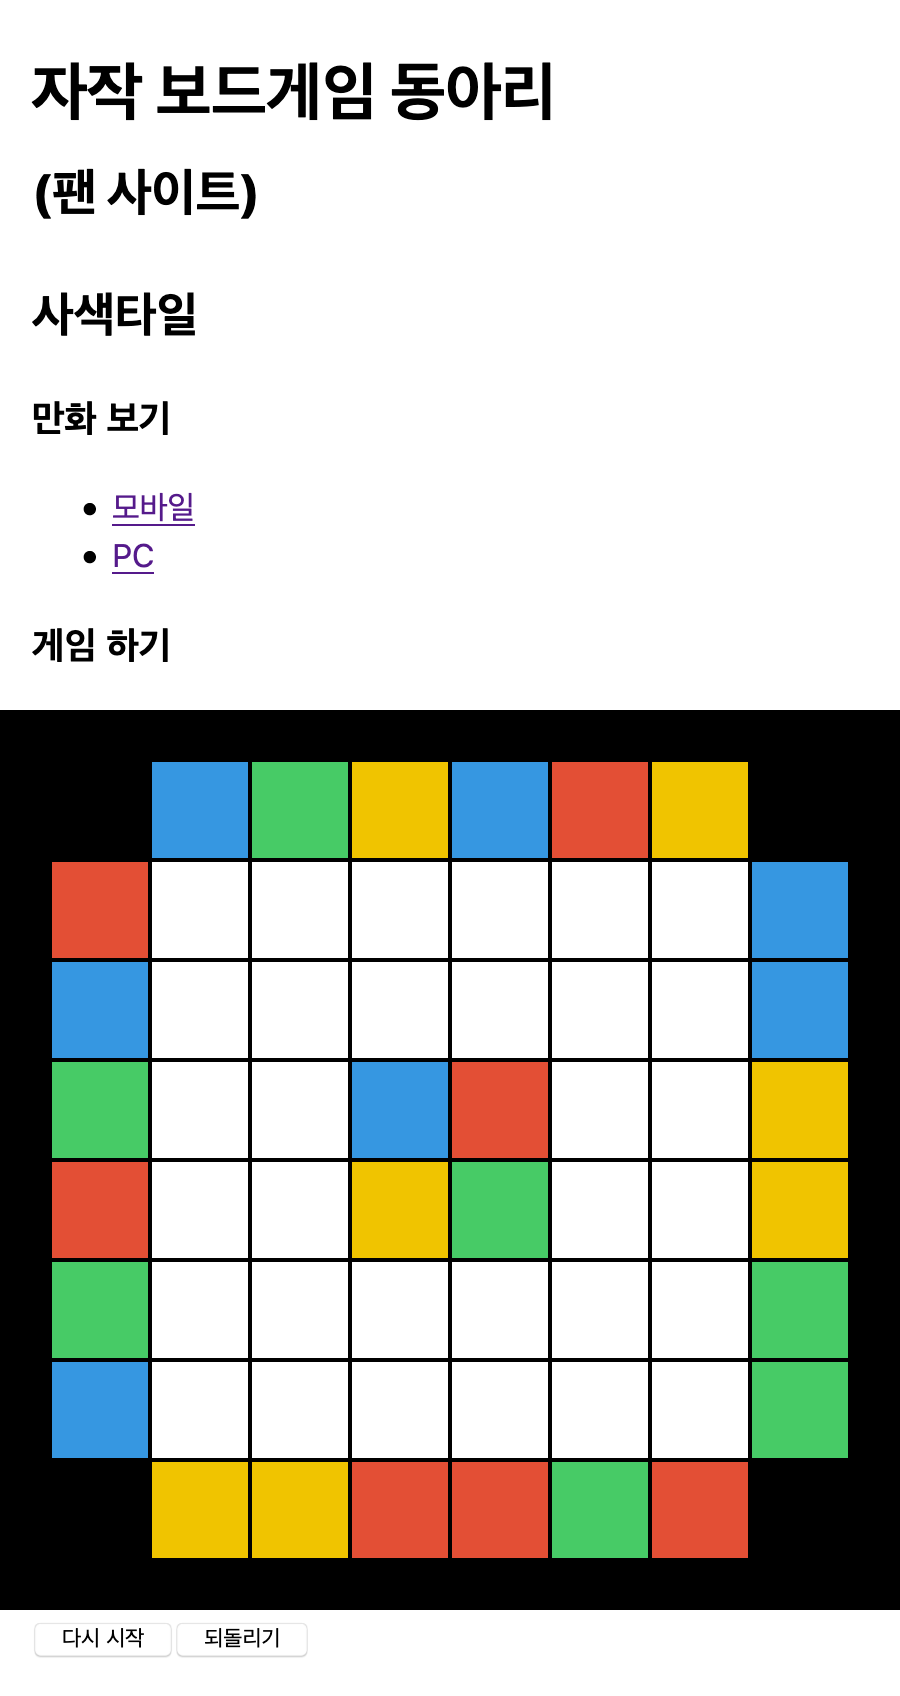 자작 보드게임 동아리
(팬 사이트)
사색타일
만화 보기
모바일
PC
게임 하기
다시 시작
되돌리기